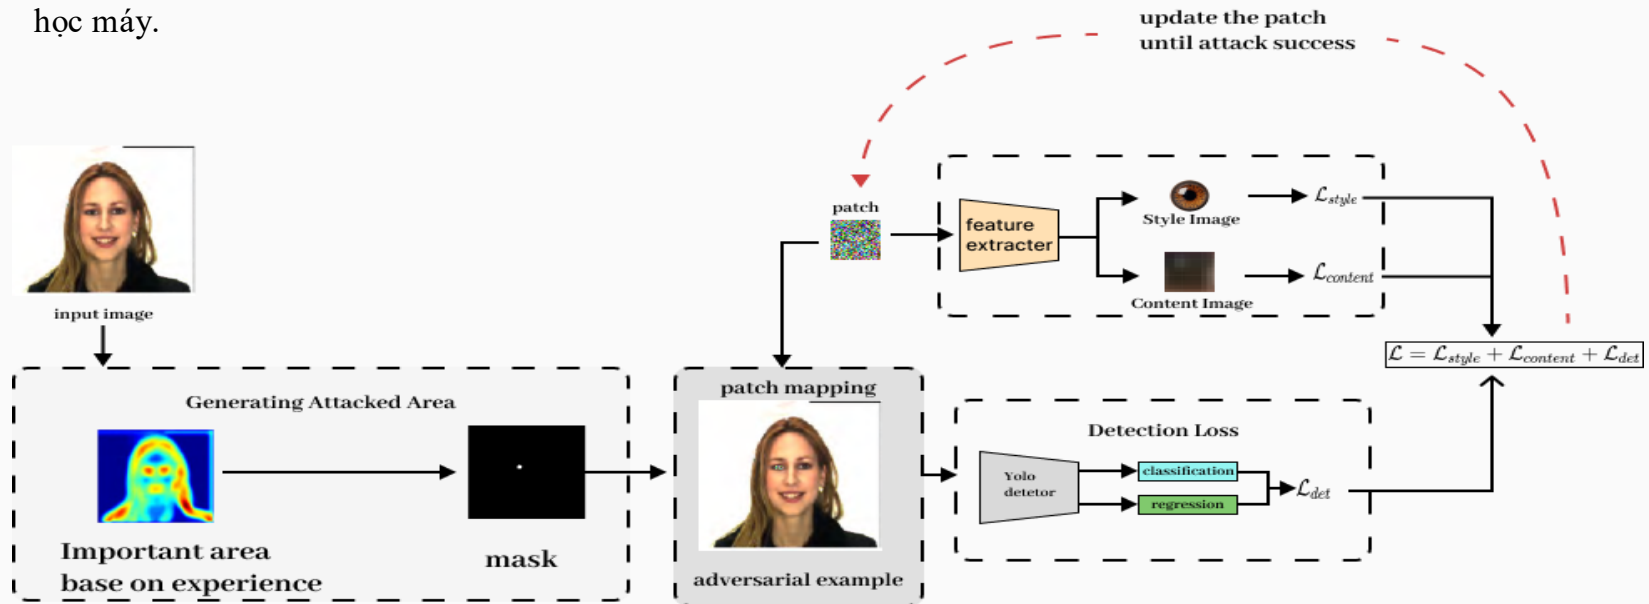 học máy.
update the patch
until attack success
input image
patch
feature
extracter
Style Image
Content Image
ℒstyle
ℒcontent
ℒ = ℒstyle + ℒcontent + ℒdet
Generating Attacked Area
Important area
base on experience
mask
patch mapping
adversarial example
Detection Loss
Yolo
detetor
classification
regression
ℒdet